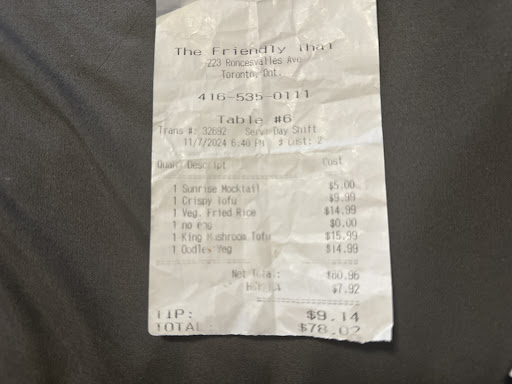 The Friendly Thai
223 Roncesvalles Ave
Toronto, Ont.
416-535-0111
Table #6
Trans #: 32692 Serv: Day Shift
11/7/2024 6:40 PM # Cust: 2
Quan Descript Cost
1 Sunrise Mocktail $5.00
1 Crispy Tofu $9.99
1 Veg. Fried Rice $14.99
1 no egg $0.00
1 King Mushroom Tofu $15.99
1 Oodles Veg $14.99
Net Total: $60.96
$7.92
TIP: $9.14
TOTAL $78.02